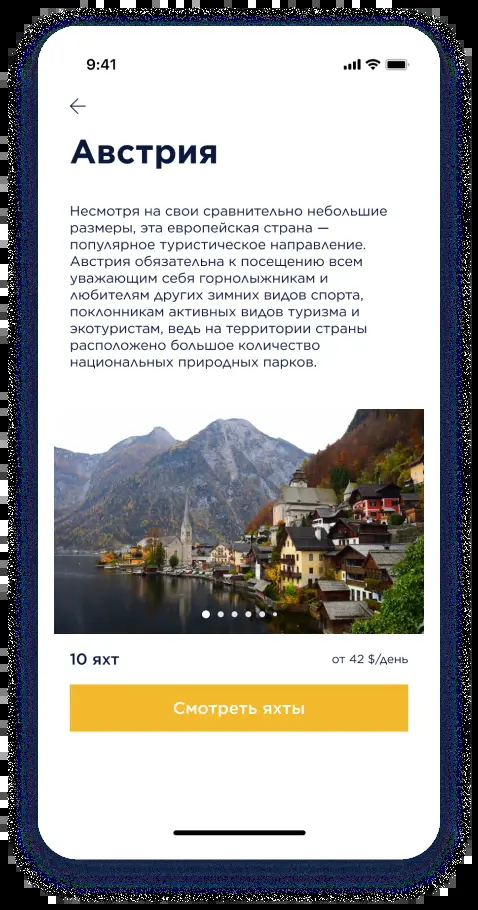 9:41
Австрия
Несмотря на свои сравнительно небольшие
размеры, эта европейская страна —
популярное туристическое направление.
Австрия обязательна к посещению всем
уважающим себя горнолыжникам и
любителям других зимних видов спорта,
поклонникам активных видов туризма и
экотуристам, ведь на территории страны
расположено большое количество
национальных природных парков.
10 яхт
от 42 $/день
Смотреть яхты